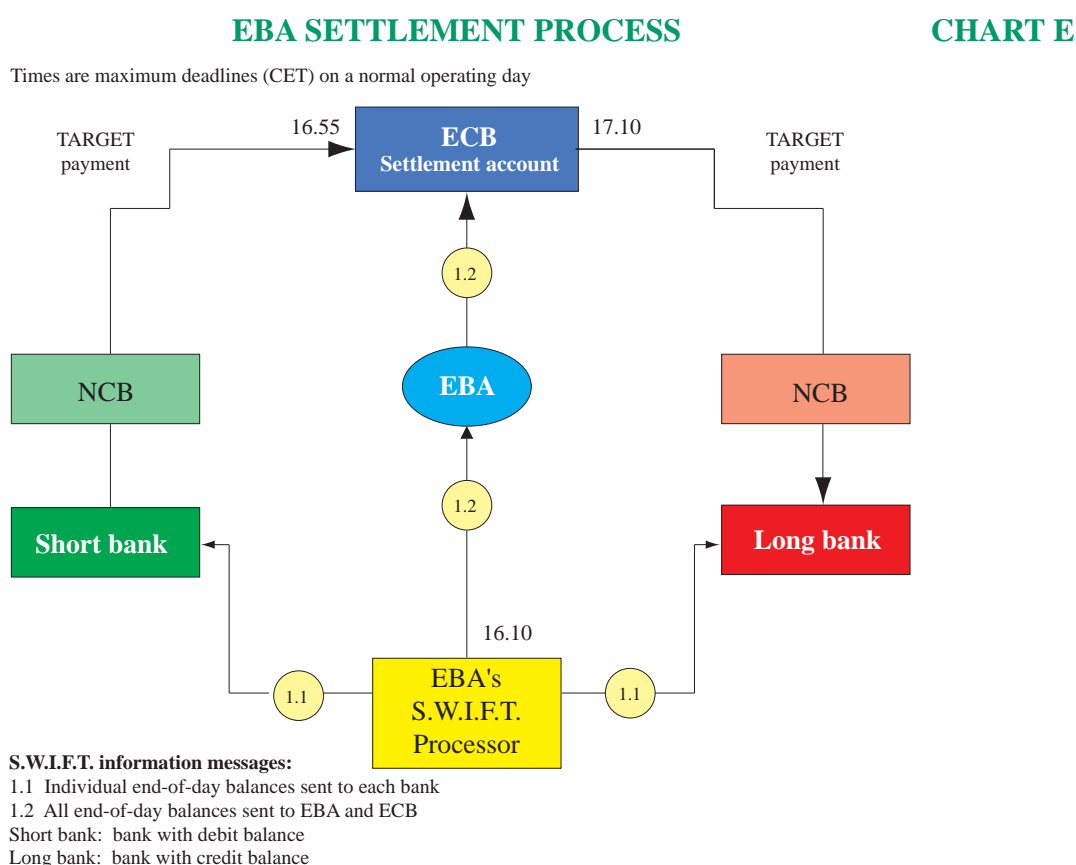 EBA SETTLEMENT PROCESS
CHART E
Times are maximum deadlines (CET) on a normal operating day
TARGET
payment
16.55
ECB
Settlement account
17.10
TARGET
payment
1.2
NCB
EBA
NCB
1.2
Short bank
Long bank
16.10
1.1
EBA's
S.W.I.F.T.
Processor
1.1
S.W.I.F.T. information messages:
1.1 Individual end-of-day balances sent to each bank
1.2 All end-of-day balances sent to EBA and ECB
Short bank: bank with debit balance
Long bank: bank with credit balance